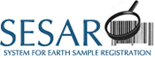 SESAR
SYSTEM FOR EARTH SAMPLE REGISTRATION